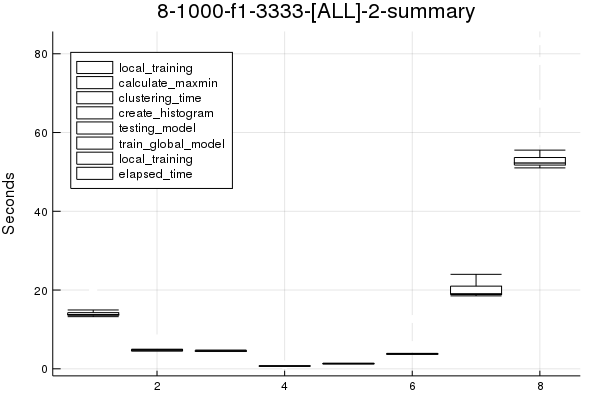 8-1000-f1-3333-[ALL]-2-summary
80
60
40
20
0
Seconds
local_training
calculate_maxmin
clustering_time
create_histogram
testing_model
train_global_model
local_training
elapsed_time
2
4
6
8